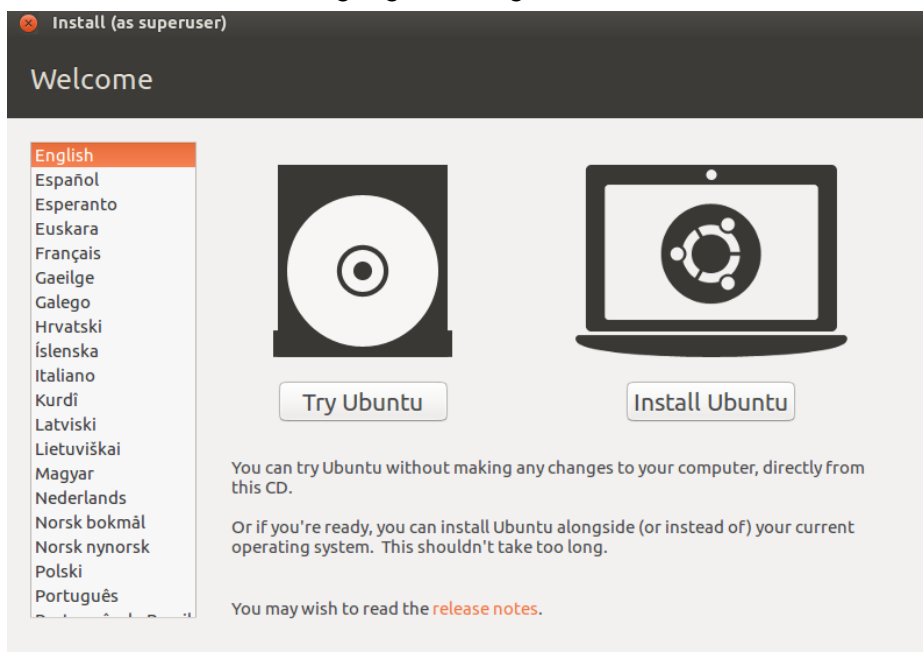 Install (as superuser)
Welcome
English
Español
Esperanto
Euskara
Français
Gaeilge
Galego
Hrvatski
Íslenska
Italiano
Kurdî
Latviski
Lietuviškai
Magyar
Nederlands
Norsk bokmål
Norsk nynorsk
Polski
Português
Try Ubuntu
Install Ubuntu
You can try Ubuntu without making any changes to your computer, directly from
this CD.
Or if you're ready, you can install Ubuntu alongside (or instead of) your current
operating system. This shouldn't take too long.
You may wish to read the release notes.